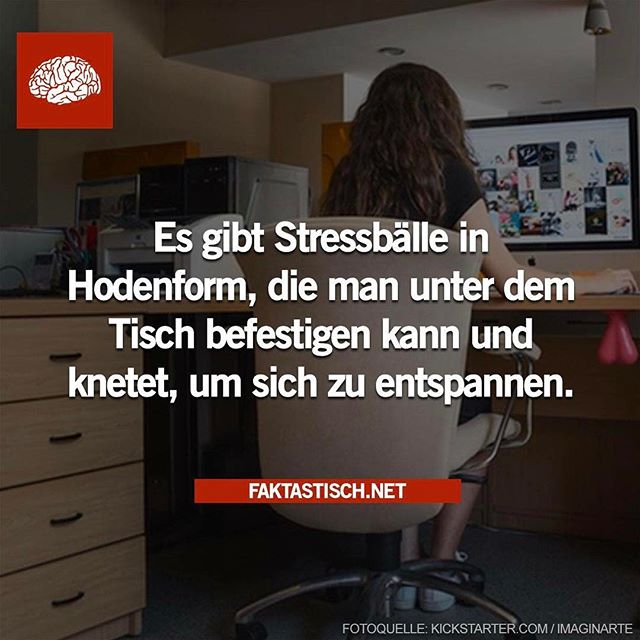 Es gibt Stressbälle in
Hodenform, die man unter dem
Tisch befestigen kann und
knetet, um sich zu entspannen.
FAKTASTISCH.NET
FOTOQUELLE: KICKSTARTER.COM / IMAGINARTE